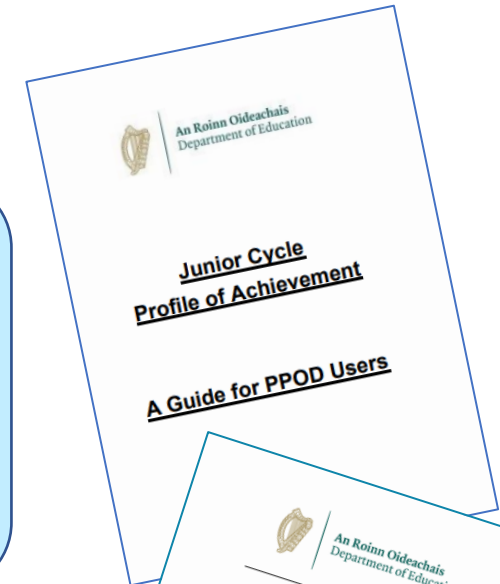 An Roinn Oideachais
Department of Education
Junior Cycle
Profile of Achievement
A Guide for PPOD Users
An Roinn Oideachais
Department of